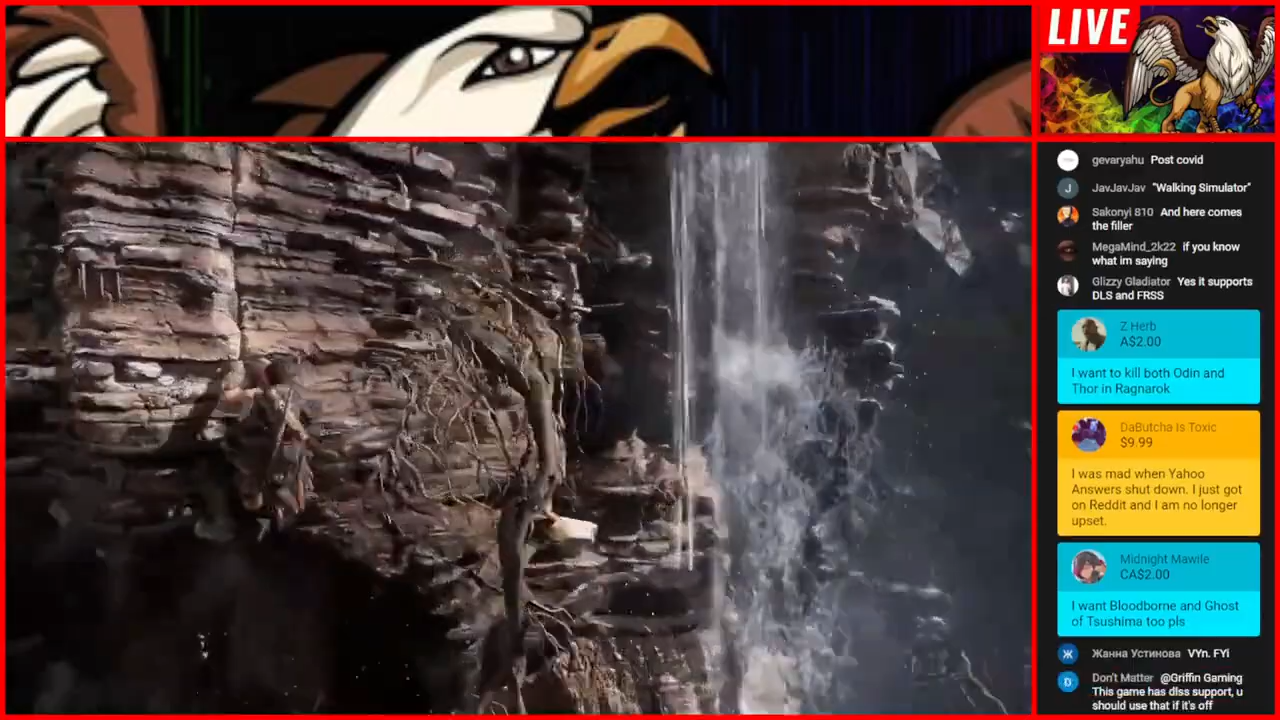 LIVE
gevaryahu Post covid
JavJavJav "Walking Simulator"
Sakonyi 810 And here comes
the filler
MegaMind_2k22 if you know
what im saying
Glizzy Gladiator Yes it supports
DLS and FRSS
Z Herb
A$2.00
I want to kill both Odin and
Thor in Ragnarok
DaButcha Is Toxic
$9.99
I was mad when Yahoo
Answers shut down. I just got
on Reddit and I am no longer
upset.
Midnight Mawile
CA$2.00
I want Bloodborne and Ghost
of Tsushima too pls
Ж
Жанна Устинова VYn. FYi
D
Don't Matter @Griffin Gaming
This game has dlss support, u
should use that if it's off